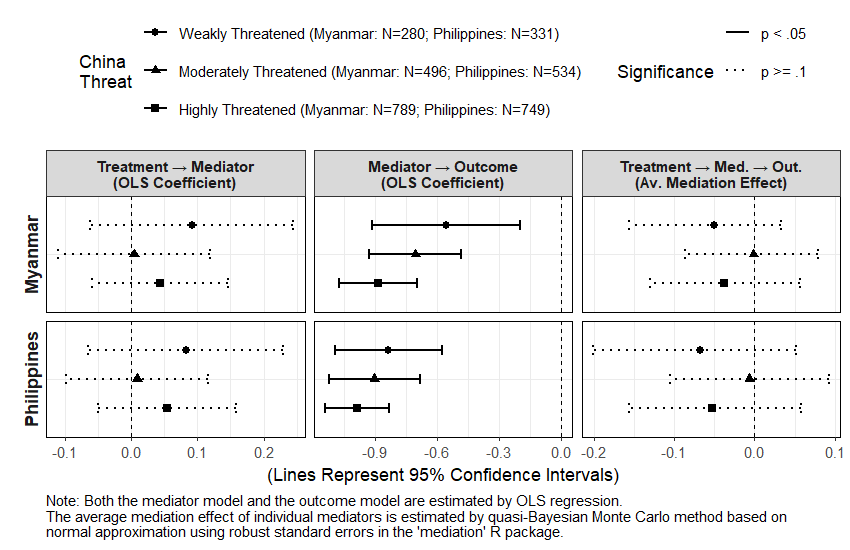 China
Threat
Weakly Threatened (Myanmar: N=280; Philippines: N=331)
Moderately Threatened (Myanmar: N=496; Philippines: N=534)
Highly Threatened (Myanmar: N=789; Philippines: N=749)
Significance
p < .05
p >= .1
Treatment → Mediator
(OLS Coefficient)
Mediator → Outcome
(OLS Coefficient)
Treatment → Med. → Out.
(Av. Mediation Effect)
Myanmar
Philippines
-0.1 0.0 0.1 0.2
-0.9 -0.6 -0.3 0.0
-0.2 -0.1 0.0 0.1
(Lines Represent 95% Confidence Intervals)
Note: Both the mediator model and the outcome model are estimated by OLS regression.
The average mediation effect of individual mediators is estimated by quasi-Bayesian Monte Carlo method based on
normal approximation using robust standard errors in the 'mediation' R package.